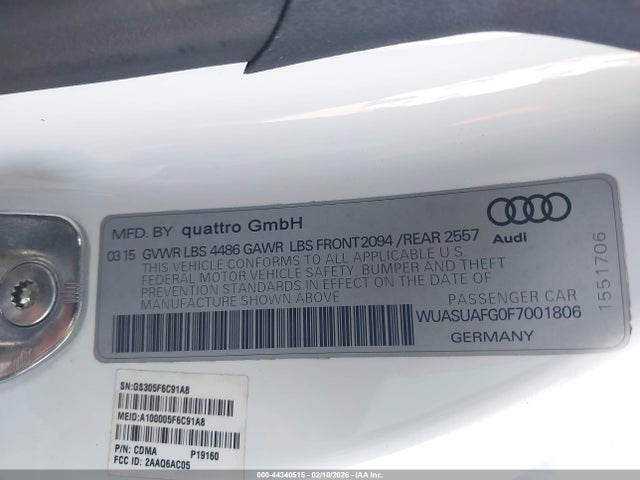 MFD. BY quattro GmbH
03 15 GVWR LBS 4486 GAWR LBS FRONT 2094 / REAR 2557
THIS VEHICLE CONFORMS TO ALL APPLICABLE U.S.
FEDERAL MOTOR VEHICLE SAFETY, BUMPER AND THEFT
PREVENTION STANDARDS IN EFFECT ON THE DATE OF
MANUFACTURE SHOWN ABOVE.
PASSENGER CAR
WUASUAFG0F7001806
GERMANY
Audi
1551706
SN:GS305F6C91A8
MEID:A100005F6C91A8
P/N: CDMA P19160
FCC ID: 2AAQ6AC05
000-44340515 - 02/10/2026 - IAAI.COM